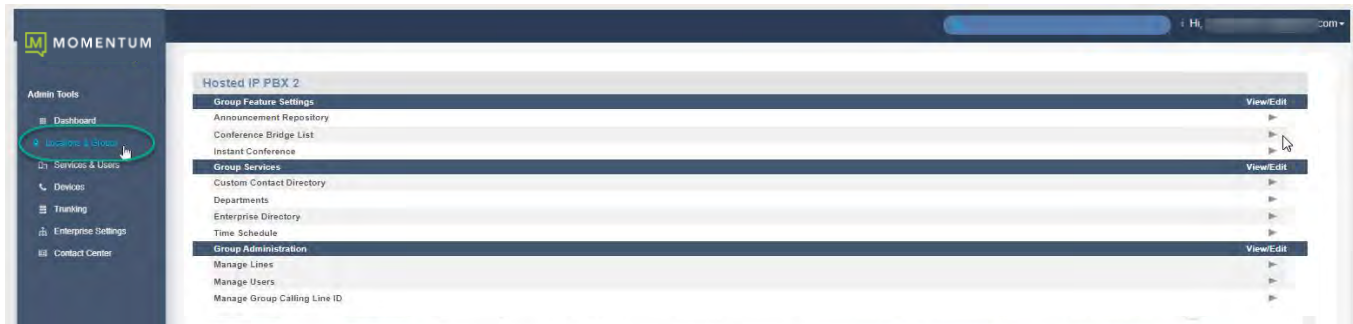 Hi, com
M MOMENTUM
Hosted IP PBX 2
Admin Tools
Group Feature Settings View/Edit
Announcement Repository
Dashboard
Conference Bridge List
Locations & Groups
Instant Conference
Services & Users
Group Services View/Edit
Custom Contact Directory
Devices
Departments
Trunking
Enterprise Directory
Enterprise Settings
Time Schedule
Group Administration View/Edit
Contact Center
Manage Lines
Manage Users
Manage Group Calling Line ID